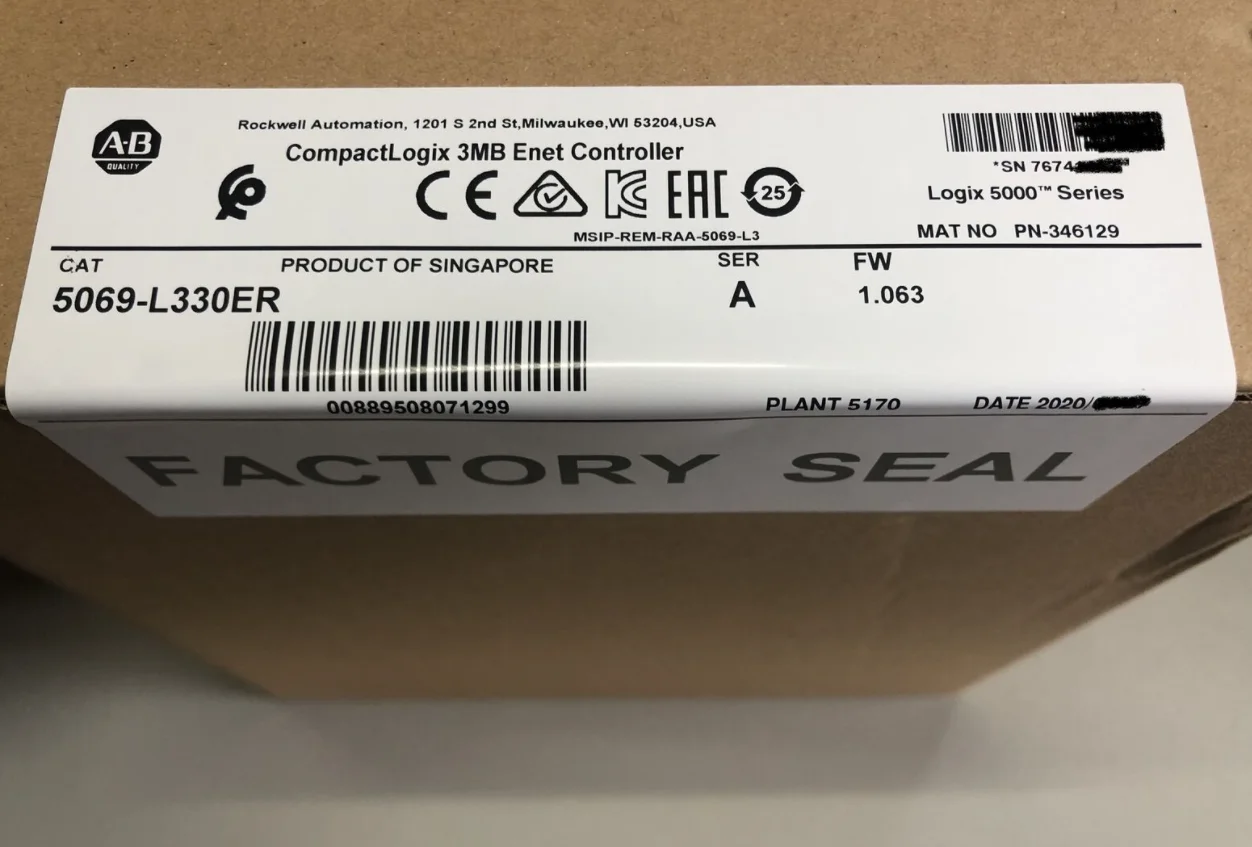 A-B
QUALITY
Rockwell Automation, 1201 S 2nd St,Milwaukee,WI 53204,USA
CompactLogix 3MB Enet Controller
CE
EAC
25
MSIP-REM-RAA-5069-L3
*SN 7674
Logix 5000™ Series
MAT NO PN-346129
CAT PRODUCT OF SINGAPORE SER FW
5069-L330ER A 1.063
00889508071299
PLANT 5170 DATE 2020/
FACTORY SEAL